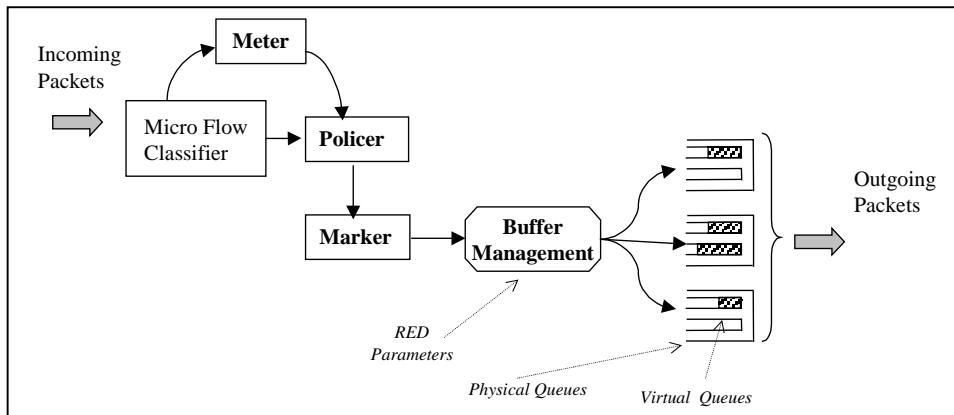 Incoming
Packets
Meter
Micro Flow
Classifier
Policer
Marker
Buffer
Management
Outgoing
Packets
RED
Parameters
Physical Queues
Virtual Queues